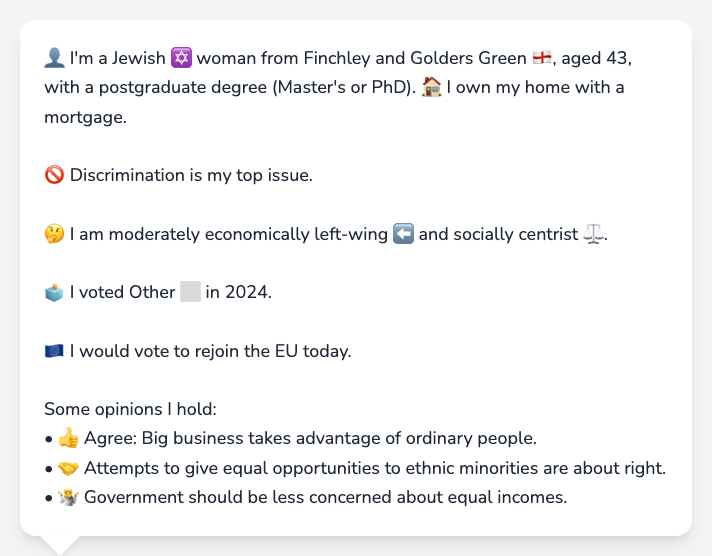 👤 I'm a Jewish ✡️ woman from Finchley and Golders Green 🏴󠁧󠁢󠁥󠁮󠁧󠁿, aged 43,
with a postgraduate degree (Master's or PhD). 🏠 I own my home with a
mortgage.
🚫 Discrimination is my top issue.
🤔 I am moderately economically left-wing ⬅️ and socially centrist ⚖️.
🗳️ I voted Other ⬜ in 2024.
🇪🇺 I would vote to rejoin the EU today.
Some opinions I hold:
• 👍 Agree: Big business takes advantage of ordinary people.
• 🤝 Attempts to give equal opportunities to ethnic minorities are about right.
• 🤷 Government should be less concerned about equal incomes.